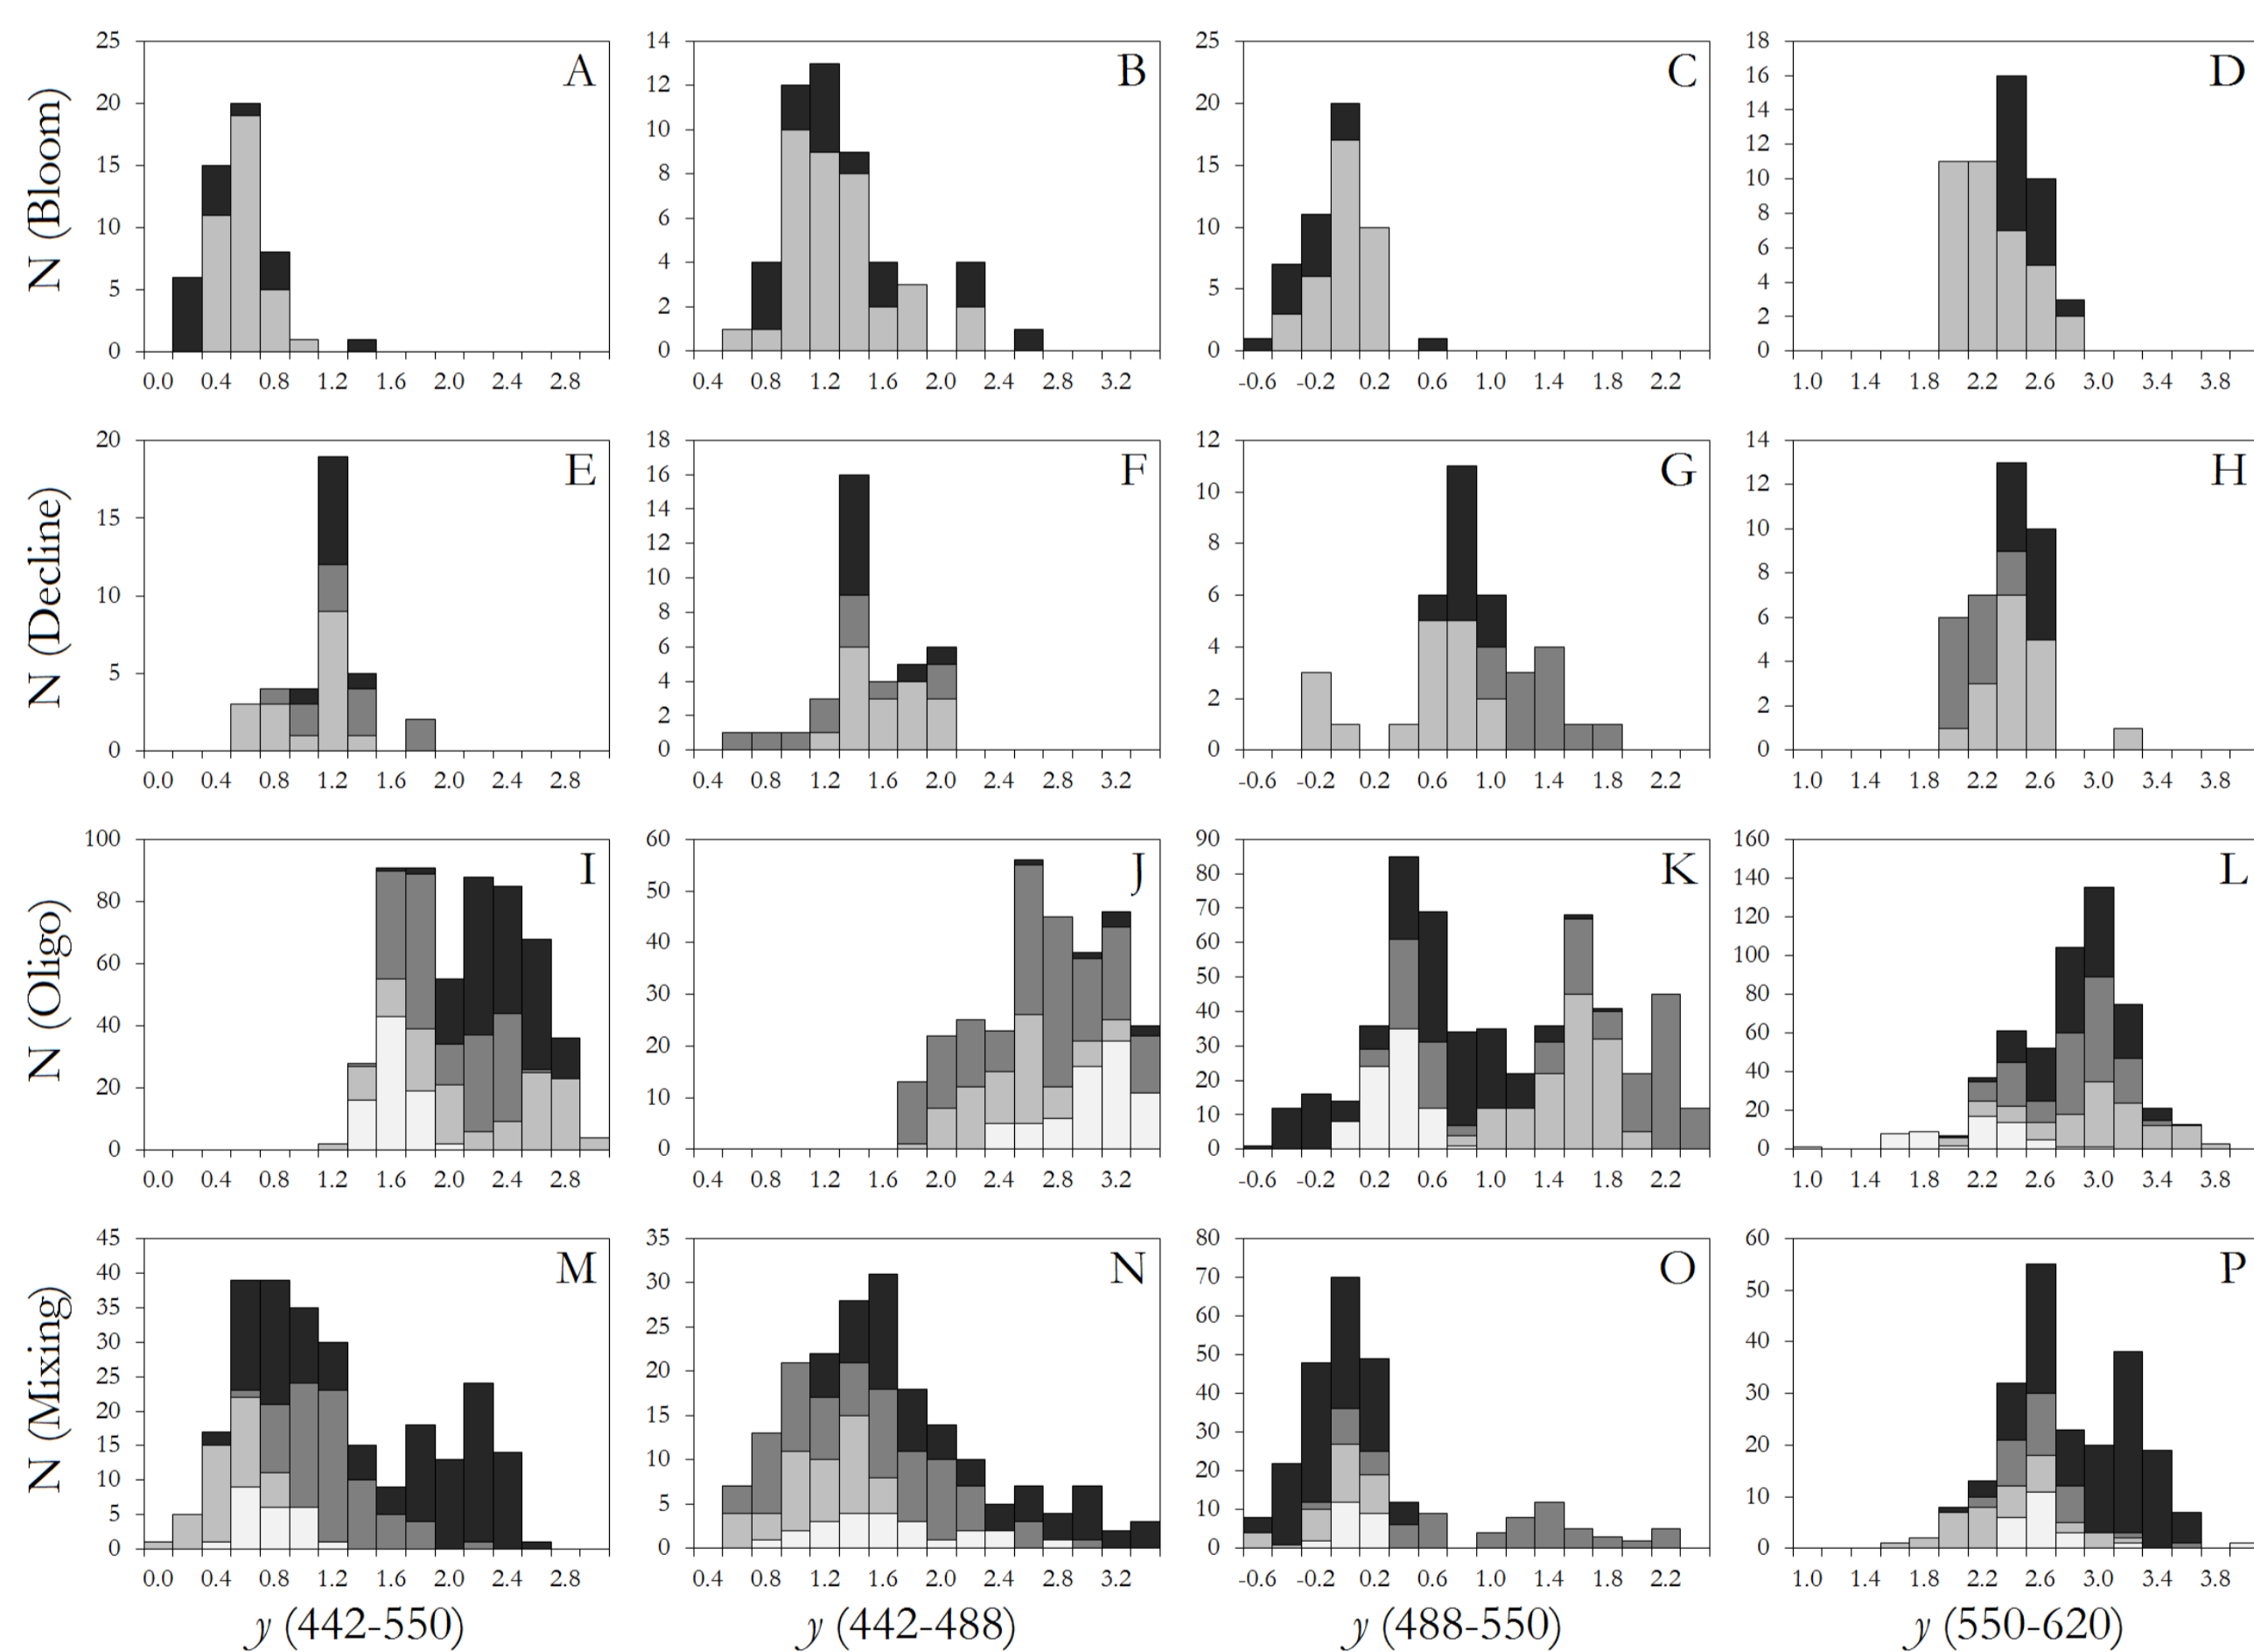 N (Bloom)
25 20 15 10 5 0
A
0.0 0.4 0.8 1.2 1.6 2.0 2.4 2.8
14 12 10 8 6 4 2 0
B
0.4 0.8 1.2 1.6 2.0 2.4 2.8 3.2
25 20 15 10 5 0
C
-0.6 -0.2 0.2 0.6 1.0 1.4 1.8 2.2
18 16 14 12 10 8 6 4 2 0
D
1.0 1.4 1.8 2.2 2.6 3.0 3.4 3.8
N (Decline)
20 15 10 5 0
E
0.0 0.4 0.8 1.2 1.6 2.0 2.4 2.8
18 16 14 12 10 8 6 4 2 0
F
0.4 0.8 1.2 1.6 2.0 2.4 2.8 3.2
12 10 8 6 4 2 0
G
-0.6 -0.2 0.2 0.6 1.0 1.4 1.8 2.2
14 12 10 8 6 4 2 0
H
1.0 1.4 1.8 2.2 2.6 3.0 3.4 3.8
N (Oligo)
100 80 60 40 20 0
I
0.0 0.4 0.8 1.2 1.6 2.0 2.4 2.8
60 50 40 30 20 10 0
J
0.4 0.8 1.2 1.6 2.0 2.4 2.8 3.2
90 80 70 60 50 40 30 20 10 0
K
-0.6 -0.2 0.2 0.6 1.0 1.4 1.8 2.2
160 140 120 100 80 60 40 20 0
L
1.0 1.4 1.8 2.2 2.6 3.0 3.4 3.8
N (Mixing)
45 40 35 30 25 20 15 10 5 0
M
0.0 0.4 0.8 1.2 1.6 2.0 2.4 2.8
35 30 25 20 15 10 5 0
N
0.4 0.8 1.2 1.6 2.0 2.4 2.8 3.2
80 70 60 50 40 30 20 10 0
O
-0.6 -0.2 0.2 0.6 1.0 1.4 1.8 2.2
60 50 40 30 20 10 0
P
1.0 1.4 1.8 2.2 2.6 3.0 3.4 3.8
y (442-550)
y (442-488)
y (488-550)
y (550-620)